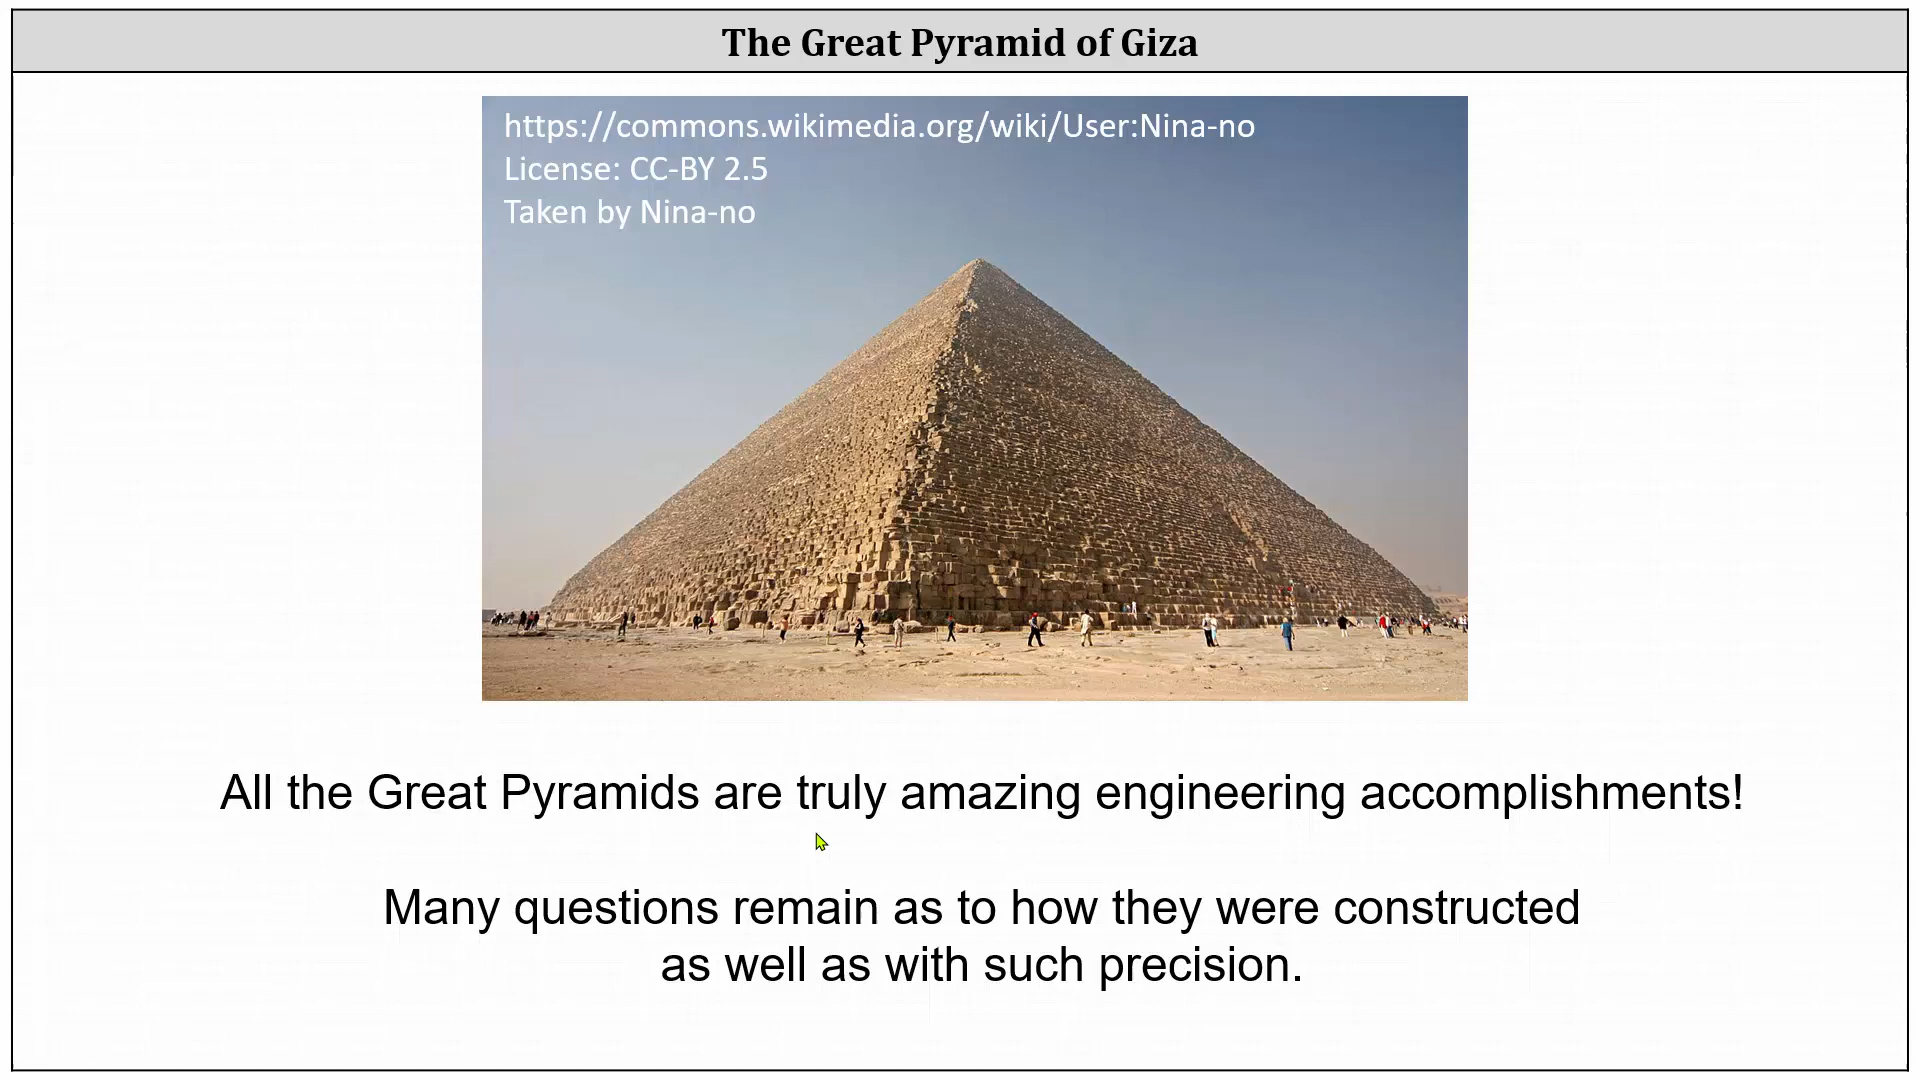 The Great Pyramid of Giza
https://commons.wikimedia.org/wiki/User:Nina-no
License: CC-BY 2.5
Taken by Nina-no
All the Great Pyramids are truly amazing engineering accomplishments!
Many questions remain as to how they were constructed
as well as with such precision.